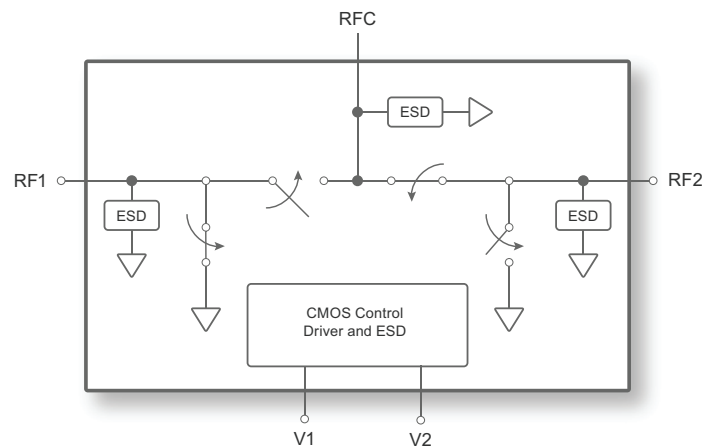 RFC
ESD
RF1
RF2
ESD
ESD
CMOS Control
Driver and ESD
V1
V2